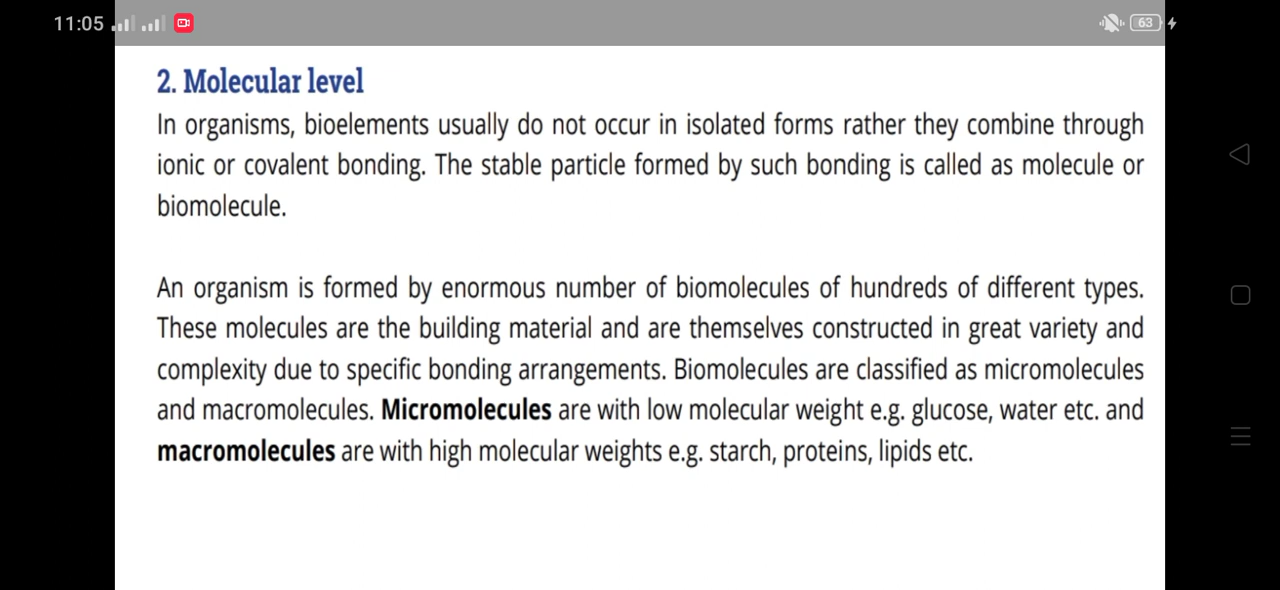 11:05
63
2. Molecular level
In organisms, bioelements usually do not occur in isolated forms rather they combine through
ionic or covalent bonding. The stable particle formed by such bonding is called as molecule or
biomolecule.
An organism is formed by enormous number of biomolecules of hundreds of different types.
These molecules are the building material and are themselves constructed in great variety and
complexity due to specific bonding arrangements. Biomolecules are classified as micromolecules
and macromolecules. Micromolecules are with low molecular weight e.g. glucose, water etc. and
macromolecules are with high molecular weights e.g. starch, proteins, lipids etc.